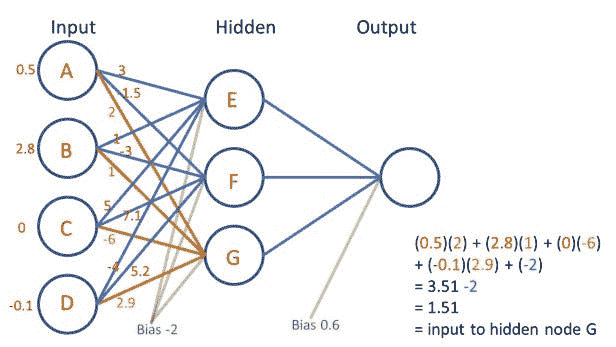 Input Hidden Output
0.5 A
3
-1.5
2
E
2.8 B
1
-3
1
F
0 C
5
-7.1
-6
G
-0.1 D
-4
5.2
2.9
Bias -2
Bias 0.6
(0.5)(2) + (2.8)(1) + (0)(-6)
+ (-0.1)(2.9) + (-2)
= 3.51 -2
= 1.51
= input to hidden node G